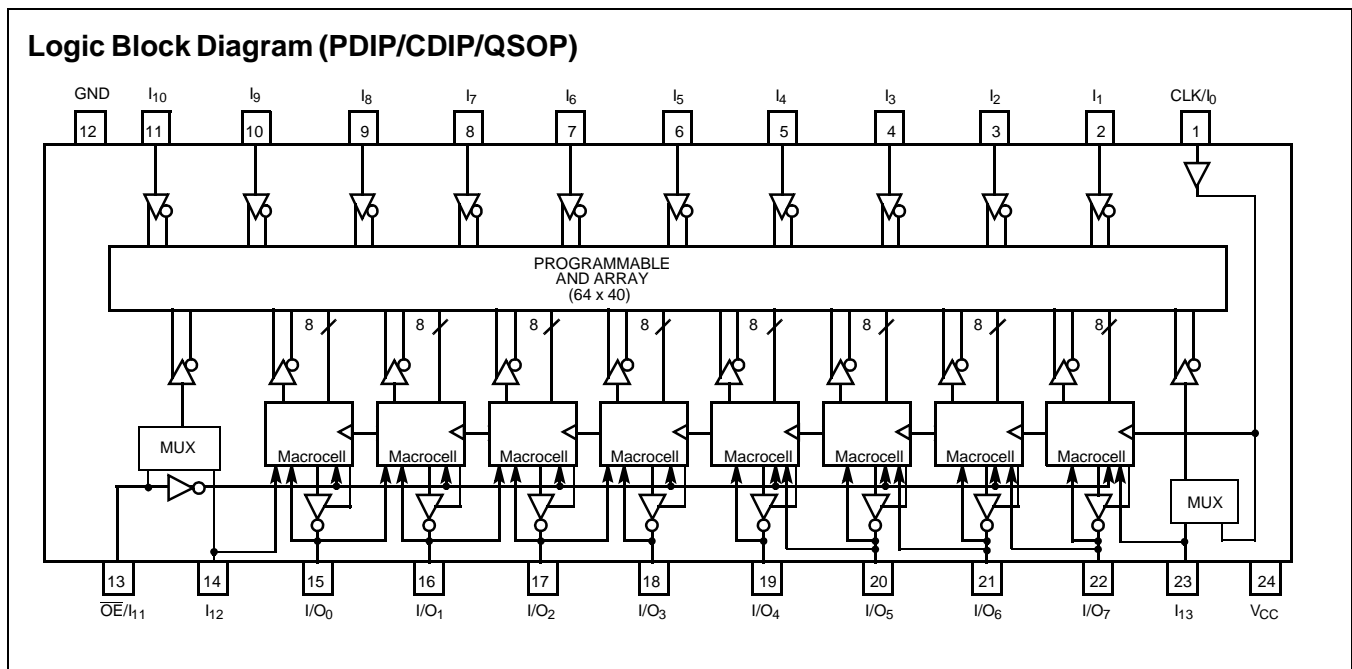 Logic Block Diagram (PDIP/CDIP/QSOP)
GND I10 I9 I8 I7 I6 I5 I4 I3 I2 I1 CLK/I0
12 11 10 9 8 7 6 5 4 3 2 1
PROGRAMMABLE
AND ARRAY
(64 x 40)
8 8 8 8 8 8 8 8
MUX
Macrocell Macrocell Macrocell Macrocell Macrocell Macrocell Macrocell Macrocell
MUX
13 14 15 16 17 18 19 20 21 22 23 24
OE/I11 I12 I/O0 I/O1 I/O2 I/O3 I/O4 I/O5 I/O6 I/O7 I13 VCC